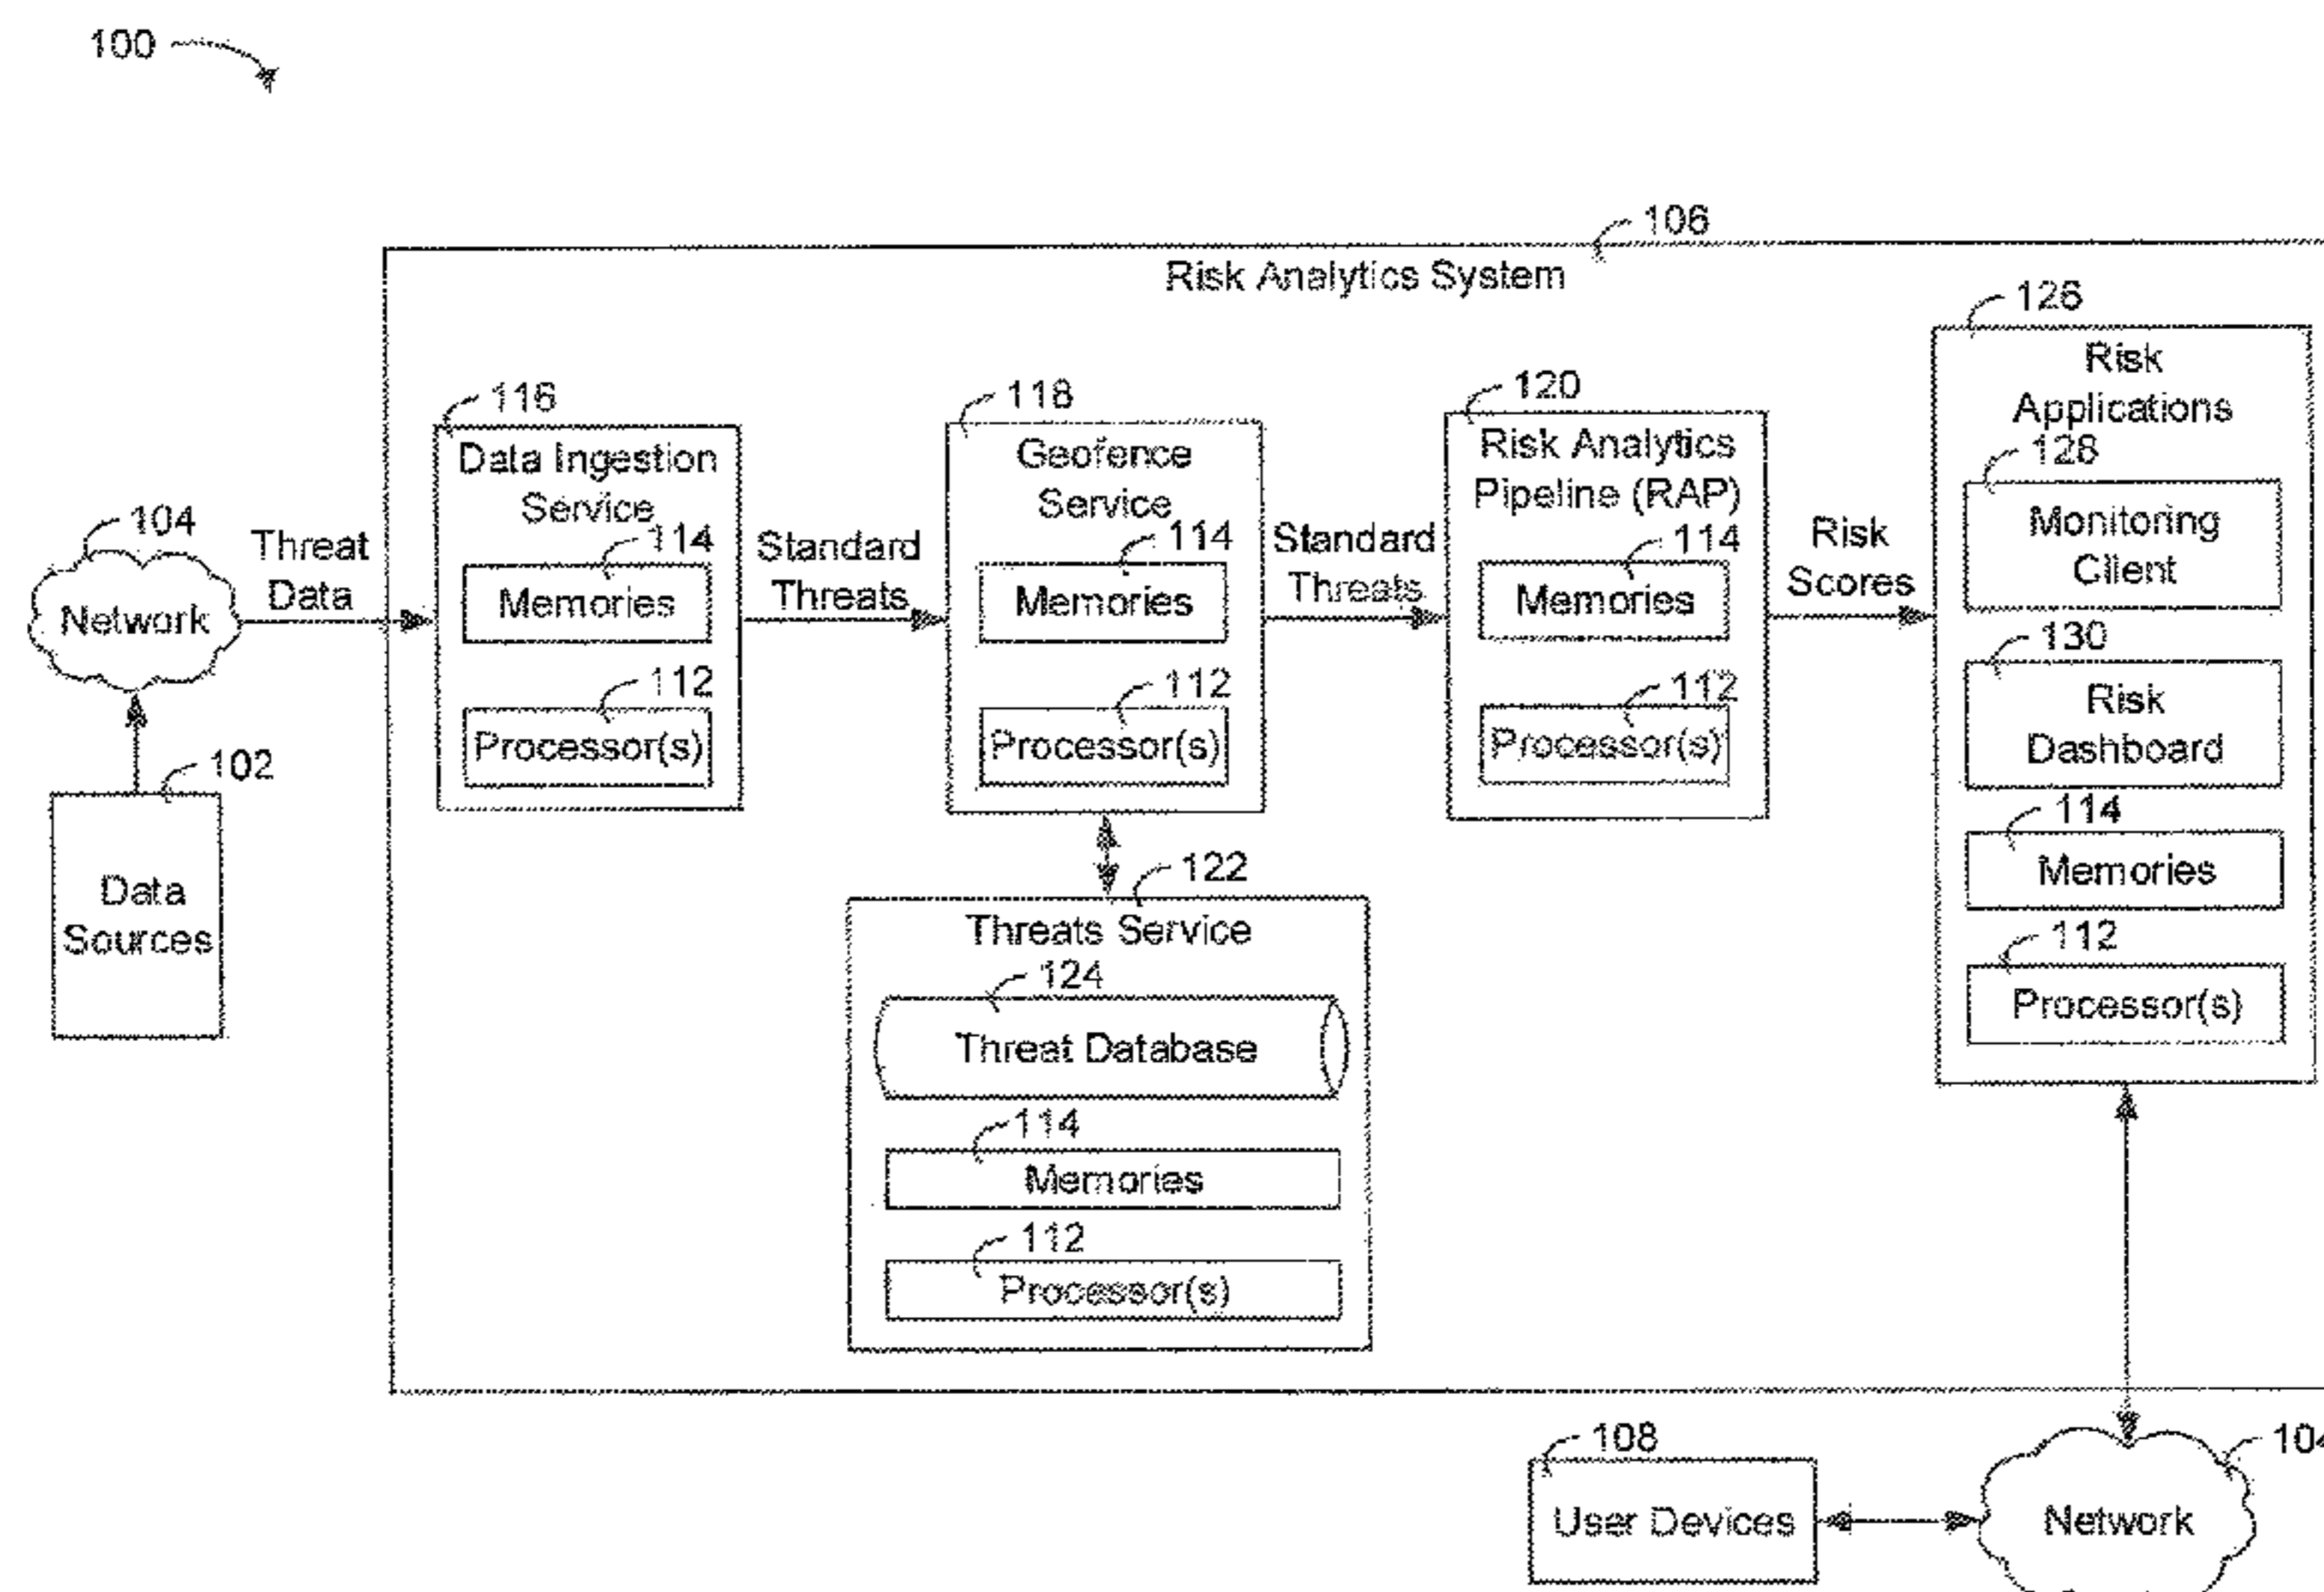 100
106
Risk Analytics System
116
Data Ingestion
Service
114
Memories
112
Processor(s)
118
Geofence
Service
114
Memories
112
Processor(s)
120
Risk Analytics
Pipeline (RAP)
114
Memories
112
Processor(s)
126
Risk
Applications
128
Monitoring
Client
130
Risk
Dashboard
114
Memories
112
Processor(s)
104
Network
Threat
Data
Standard
Threats
Standard
Threats
Risk
Scores
102
Data
Sources
122
Threats Service
124
Threat Database
114
Memories
112
Processor(s)
108
User Devices
104
Network